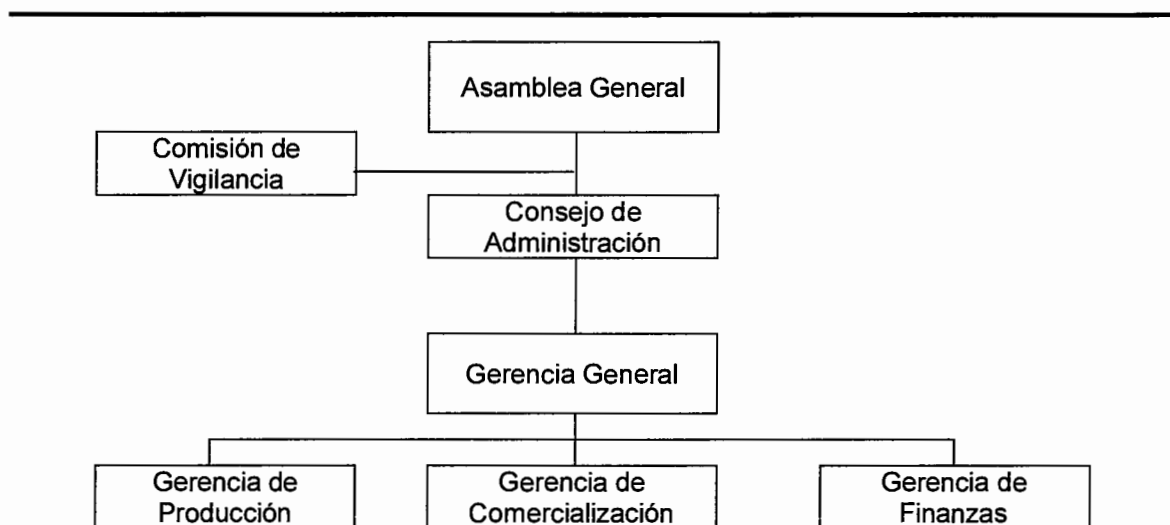 Asamblea General
Comisión de
Vigilancia
Consejo de
Administración
Gerencia General
Gerencia de
Producción
Gerencia de
Comercialización
Gerencia de
Finanzas